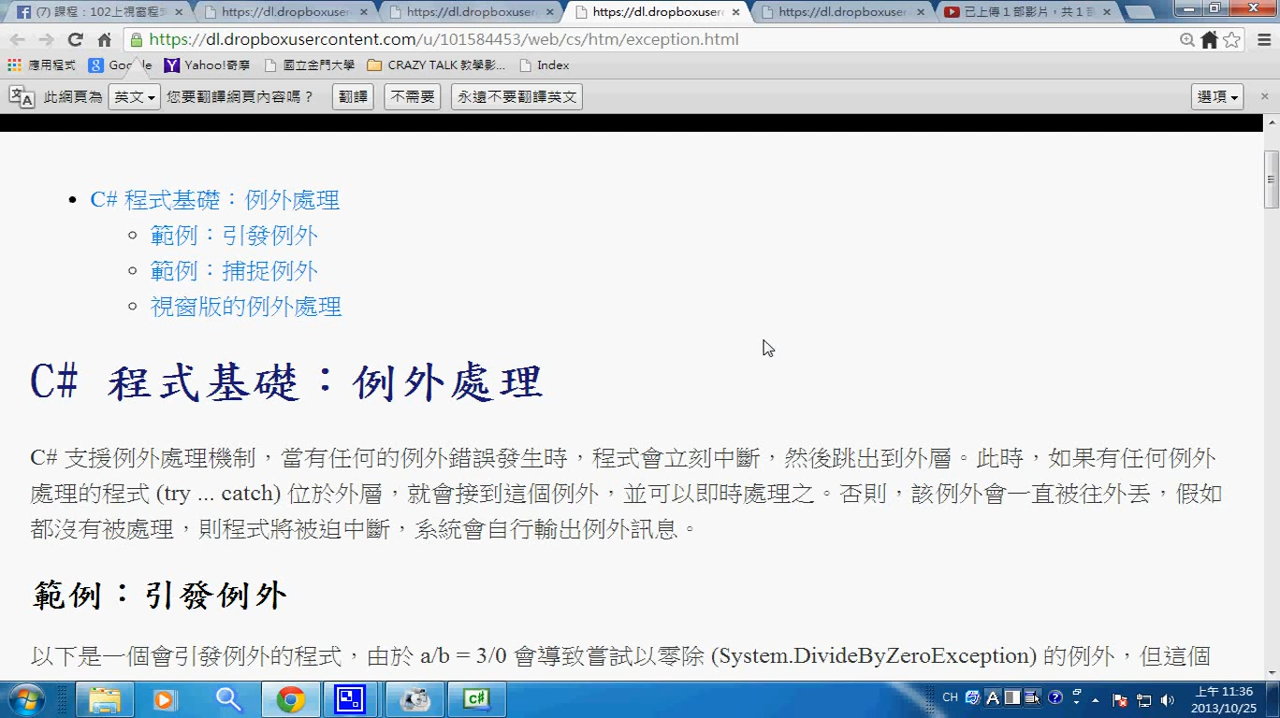 (7) 課程：102上視窗程
https://dl.dropboxuser
https://dl.dropboxuser
https://dl.dropboxuser
https://dl.dropboxuser
已上傳 1 部影片，共 1 部
https://dl.dropboxusercontent.com/u/101584453/web/cs/htm/exception.html
應用程式
Google
Yahoo!奇摩
國立金門大學
CRAZY TALK 教學影...
Index
此網頁為 英文 您要翻譯網頁內容嗎？ 翻譯 不需要 永遠不要翻譯英文 選項
C# 程式基礎：例外處理
範例：引發例外
範例：捕捉例外
視窗版的例外處理
C# 程式基礎：例外處理
C# 支援例外處理機制，當有任何的例外錯誤發生時，程式會立刻中斷，然後跳出到外層。此時，如果有任何例外
處理的程式 (try ... catch) 位於外層，就會接到這個例外，並可以即時處理之。否則，該例外會一直被往外丟，假如
都沒有被處理，則程式將被迫中斷，系統會自行輸出例外訊息。
範例：引發例外
以下是一個會引發例外的程式，由於 a/b = 3/0 會導致嘗試以零除 (System.DivideByZeroException) 的例外，但這個
C#
CH
A
上午 11:36
2013/10/25